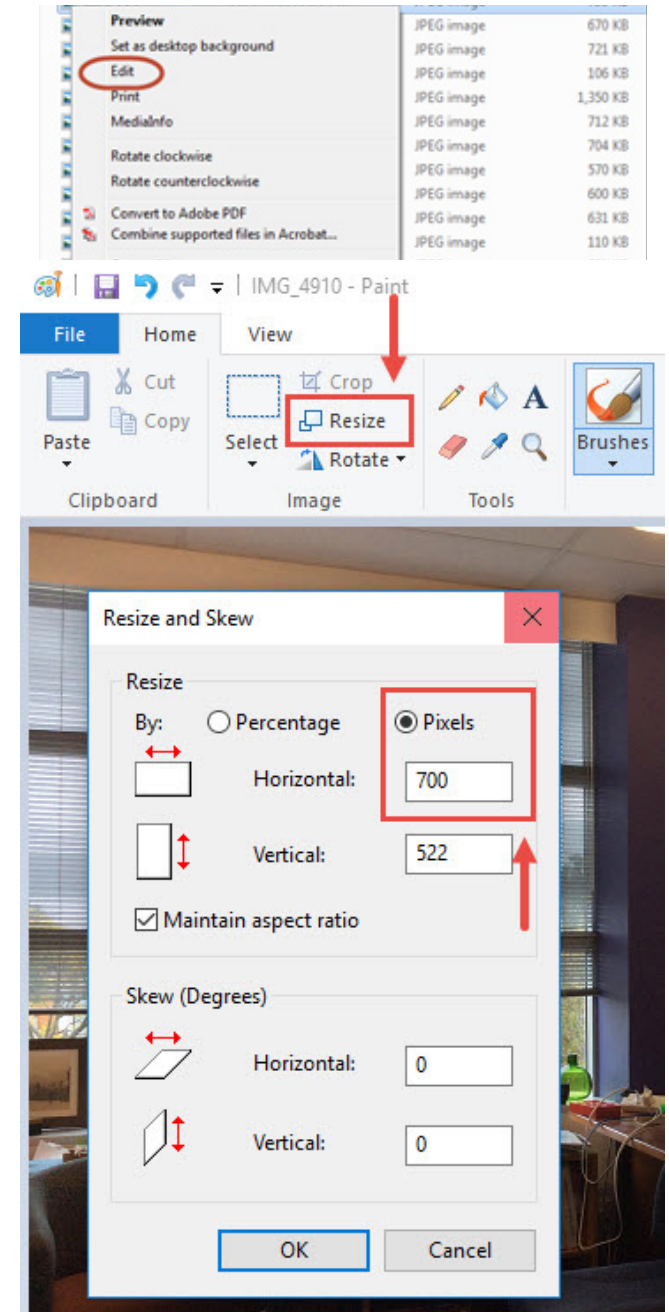 Preview JPEG image 670 KB
Set as desktop background JPEG image 721 KB
Edit JPEG image 106 KB
Print JPEG image 1,350 KB
MediaInfo JPEG image 712 KB
JPEG image 704 KB
Rotate clockwise
JPEG image 570 KB
Rotate counterclockwise
JPEG image 600 KB
Convert to Adobe PDF JPEG image 631 KB
Combine supported files in Acrobat... JPEG image 110 KB
IMG_4910 - Paint
File Home View
Cut Crop
Copy Resize A
Paste Select Rotate Brushes
Clipboard Image Tools
Resize and Skew
Resize
By: Percentage Pixels
Horizontal: 700
Vertical: 522
Maintain aspect ratio
Skew (Degrees)
Horizontal: 0
Vertical: 0
OK Cancel